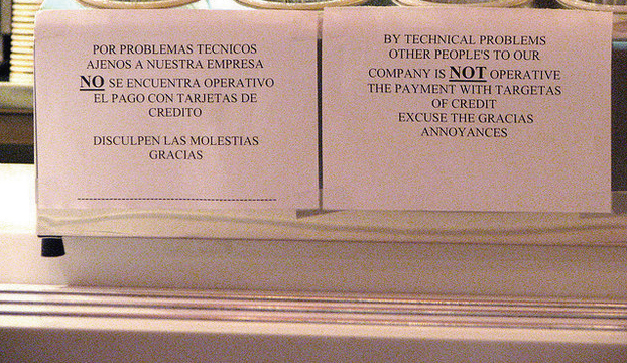 POR PROBLEMAS TECNICOS
AJENOS A NUESTRA EMPRESA
NO SE ENCUENTRA OPERATIVO
EL PAGO CON TARJETAS DE
CREDITO
DISCULPEN LAS MOLESTIAS
GRACIAS
BY TECHNICAL PROBLEMS
OTHER PEOPLE'S TO OUR
COMPANY IS NOT OPERATIVE
THE PAYMENT WITH TARGETAS
OF CREDIT
EXCUSE THE GRACIAS
ANNOYANCES